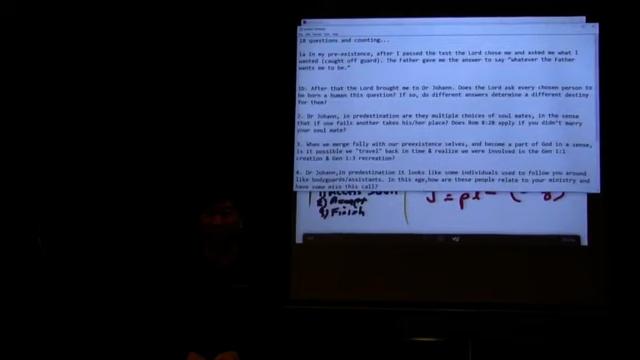 18 questions and counting...
1a In my pre-existence, after I passed the test the Lord chose me and asked me what I
wanted (caught off guard). The Father gave me the answer to say "whatever the Father
wants me to be."
1b. After that the Lord brought me to Dr Johann. Does the Lord ask every chosen person to
be born a human this question? If so, do different answers determine a different destiny
for them?
2. Dr Johann, in predestination are they multiple choices of soul mates, in the sense
that if one fails another takes his/her place? Does Rom 8:28 apply if you didn't marry
your soul mate?
3. When we merge fully with our preexistence selves, and become a part of God in a sense,
is it possible we "travel" back in time & realize we were involved in the Gen 1:1
creation & Gen 1:3 recreation?
4. Dr Johann, in predestination it looks like some individuals used to follow you around
like bodyguards/assistants. In this age, how are these people relate to your ministry and
have some miss this call?
2) Accept
3) Finish